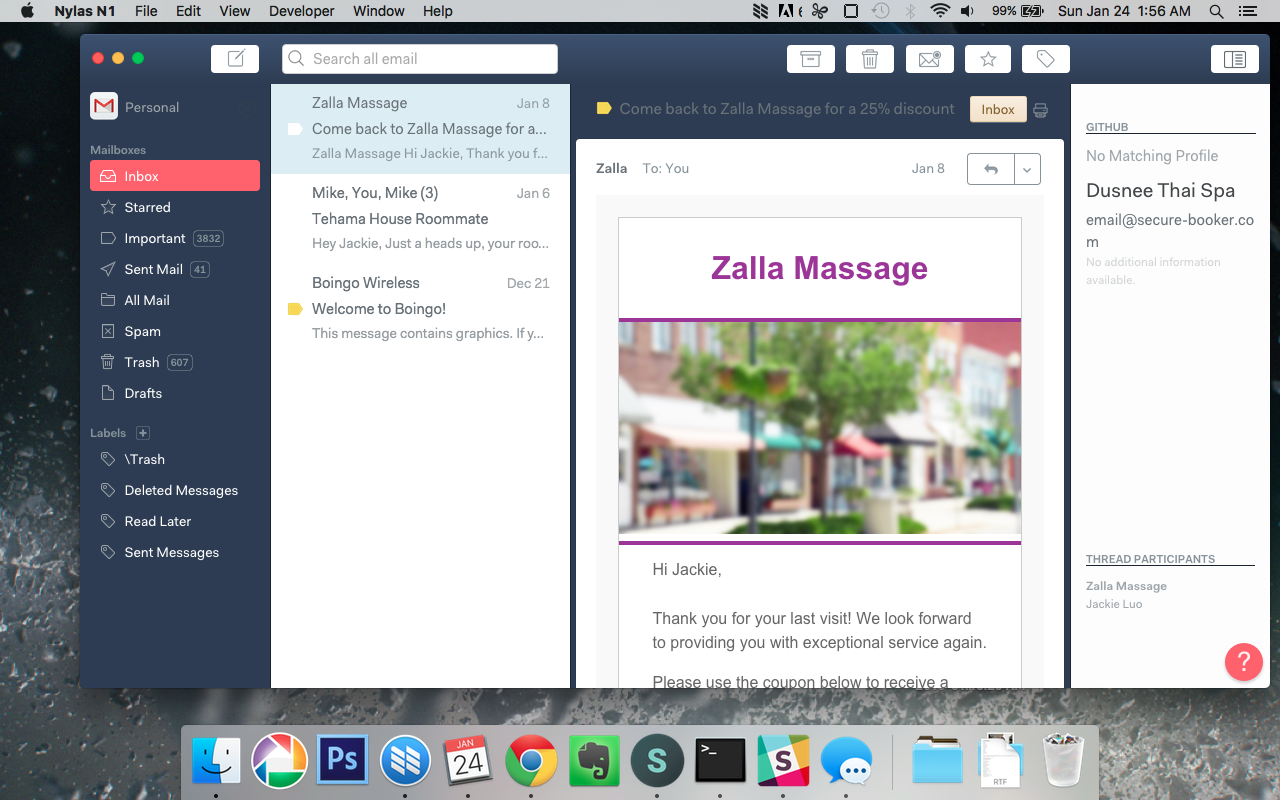 Nylas N1 File Edit View Developer Window Help 99% Sun Jan 24 1:56 AM
Search all email
Personal
Mailboxes
Inbox
Starred
Important 3832
Sent Mail 41
All Mail
Spam
Trash 607
Drafts
Labels +
\Trash
Deleted Messages
Read Later
Sent Messages
Zalla Massage Jan 8
Come back to Zalla Massage for a...
Zalla Massage Hi Jackie, Thank you f...
Mike, You, Mike (3) Jan 6
Tehama House Roommate
Hey Jackie, Just a heads up, your roo...
Boingo Wireless Dec 21
Welcome to Boingo!
This message contains graphics. If y...
Come back to Zalla Massage for a 25% discount Inbox
Zalla To: You Jan 8
Zalla Massage
Hi Jackie,
Thank you for your last visit! We look forward
to providing you with exceptional service again.
Please use the coupon below to receive a
GITHUB
No Matching Profile
Dusnee Thai Spa
email@secure-booker.co
m
No additional information
available.
THREAD PARTICIPANTS
Zalla Massage
Jackie Luo
?
Ps
JAN
24
S
>_
S
RTF